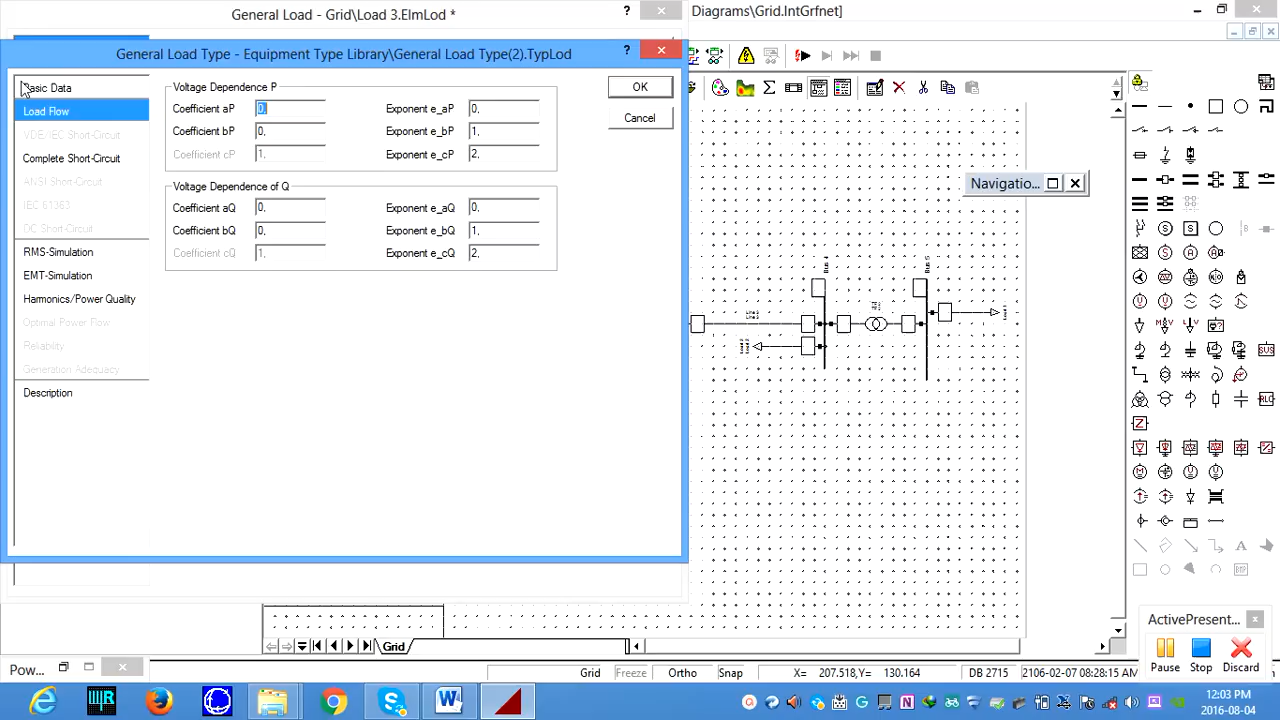 General Load - Grid\Load 3.ElmLod *
?
Diagrams\Grid.IntGrfnet]
General Load Type - Equipment Type Library\General Load Type(2).TypLod
?
Basic Data
Load Flow
VDE/IEC Short-Circuit
Complete Short-Circuit
ANSI Short-Circuit
IEC 61363
DC Short-Circuit
RMS-Simulation
EMT-Simulation
Harmonics/Power Quality
Optimal Power Flow
Reliability
Generation Adequacy
Description
Voltage Dependence P
Coefficient aP 0. Exponent e_aP 0.
Coefficient bP 0. Exponent e_bP 1.
Coefficient cP 1. Exponent e_cP 2.
Voltage Dependence of Q
Coefficient aQ 0. Exponent e_aQ 0.
Coefficient bQ 0. Exponent e_bQ 1.
Coefficient cQ 1. Exponent e_cQ 2.
OK
Cancel
Navigatio...
Bus 4
Bus 5
Grid
ActivePresent...
Pause Stop Discard
Pow...
Grid Freeze Ortho Snap X= 207.518,Y= 130.164 DB 2715 2106-02-07 08:28:15 AM
12:03 PM
2016-08-04